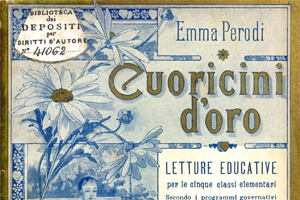 BIBLIOTECA
dei
DEPOSITI
per
DIRITTI D'AUTORE
N° 41062
Emma Perodi
Cuoricini
d'oro
LETTURE EDUCATIVE
per le cinque classi elementari
Secondo i programmi governativi